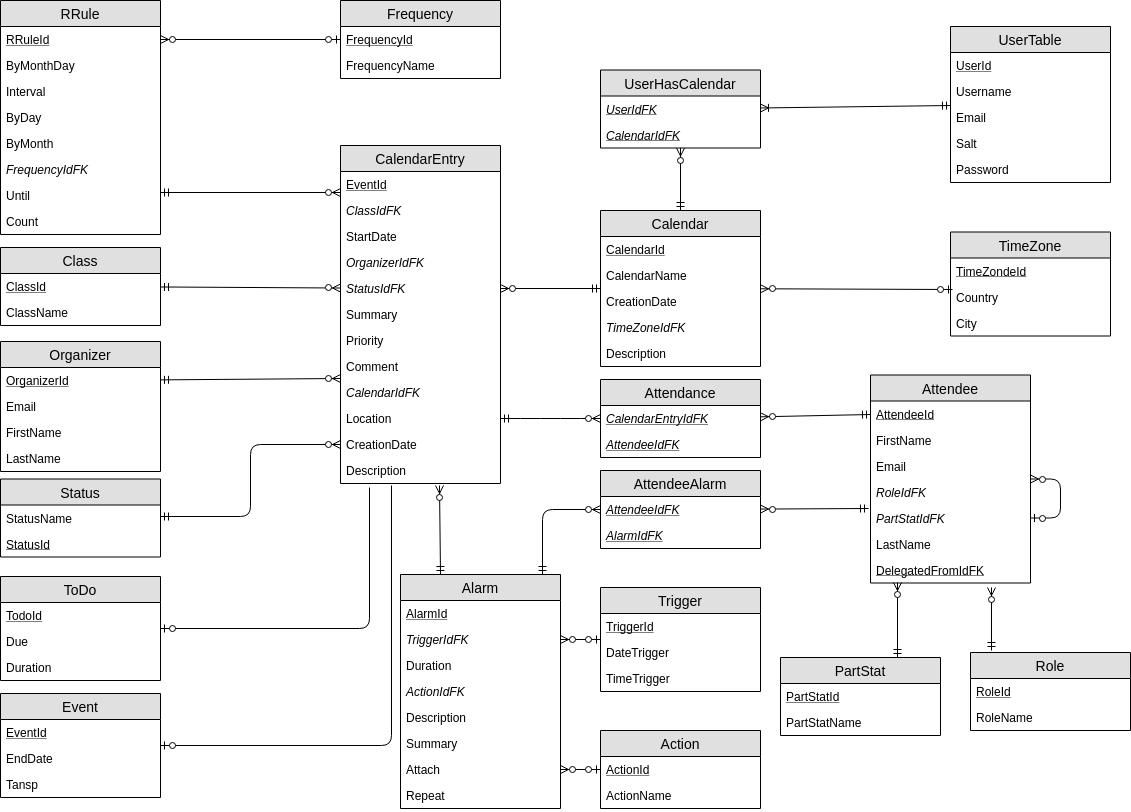 RRule
RRuleId
ByMonthDay
Interval
ByDay
ByMonth
FrequencyIdFK
Until
Count
Frequency
FrequencyId
FrequencyName
UserHasCalendar
UserIdFK
CalendarIdFK
UserTable
UserId
Username
Email
Salt
Password
CalendarEntry
EventId
ClassIdFK
StartDate
OrganizerIdFK
StatusIdFK
Summary
Priority
Comment
CalendarIdFK
Location
CreationDate
Description
Calendar
CalendarId
CalendarName
CreationDate
TimeZoneIdFK
Description
TimeZone
TimeZondeId
Country
City
Class
ClassId
ClassName
Organizer
OrganizerId
Email
FirstName
LastName
Attendance
CalendarEntryIdFK
AttendeeIdFK
Attendee
AttendeeId
FirstName
Email
RoleIdFK
PartStatIdFK
LastName
DelegatedFromIdFK
AttendeeAlarm
AttendeeIdFK
AlarmIdFK
Status
StatusName
StatusId
ToDo
TodoId
Due
Duration
Alarm
AlarmId
TriggerIdFK
Duration
ActionIdFK
Description
Summary
Attach
Repeat
Trigger
TriggerId
DateTrigger
TimeTrigger
PartStat
PartStatId
PartStatName
Role
RoleId
RoleName
Event
EventId
EndDate
Tansp
Action
ActionId
ActionName